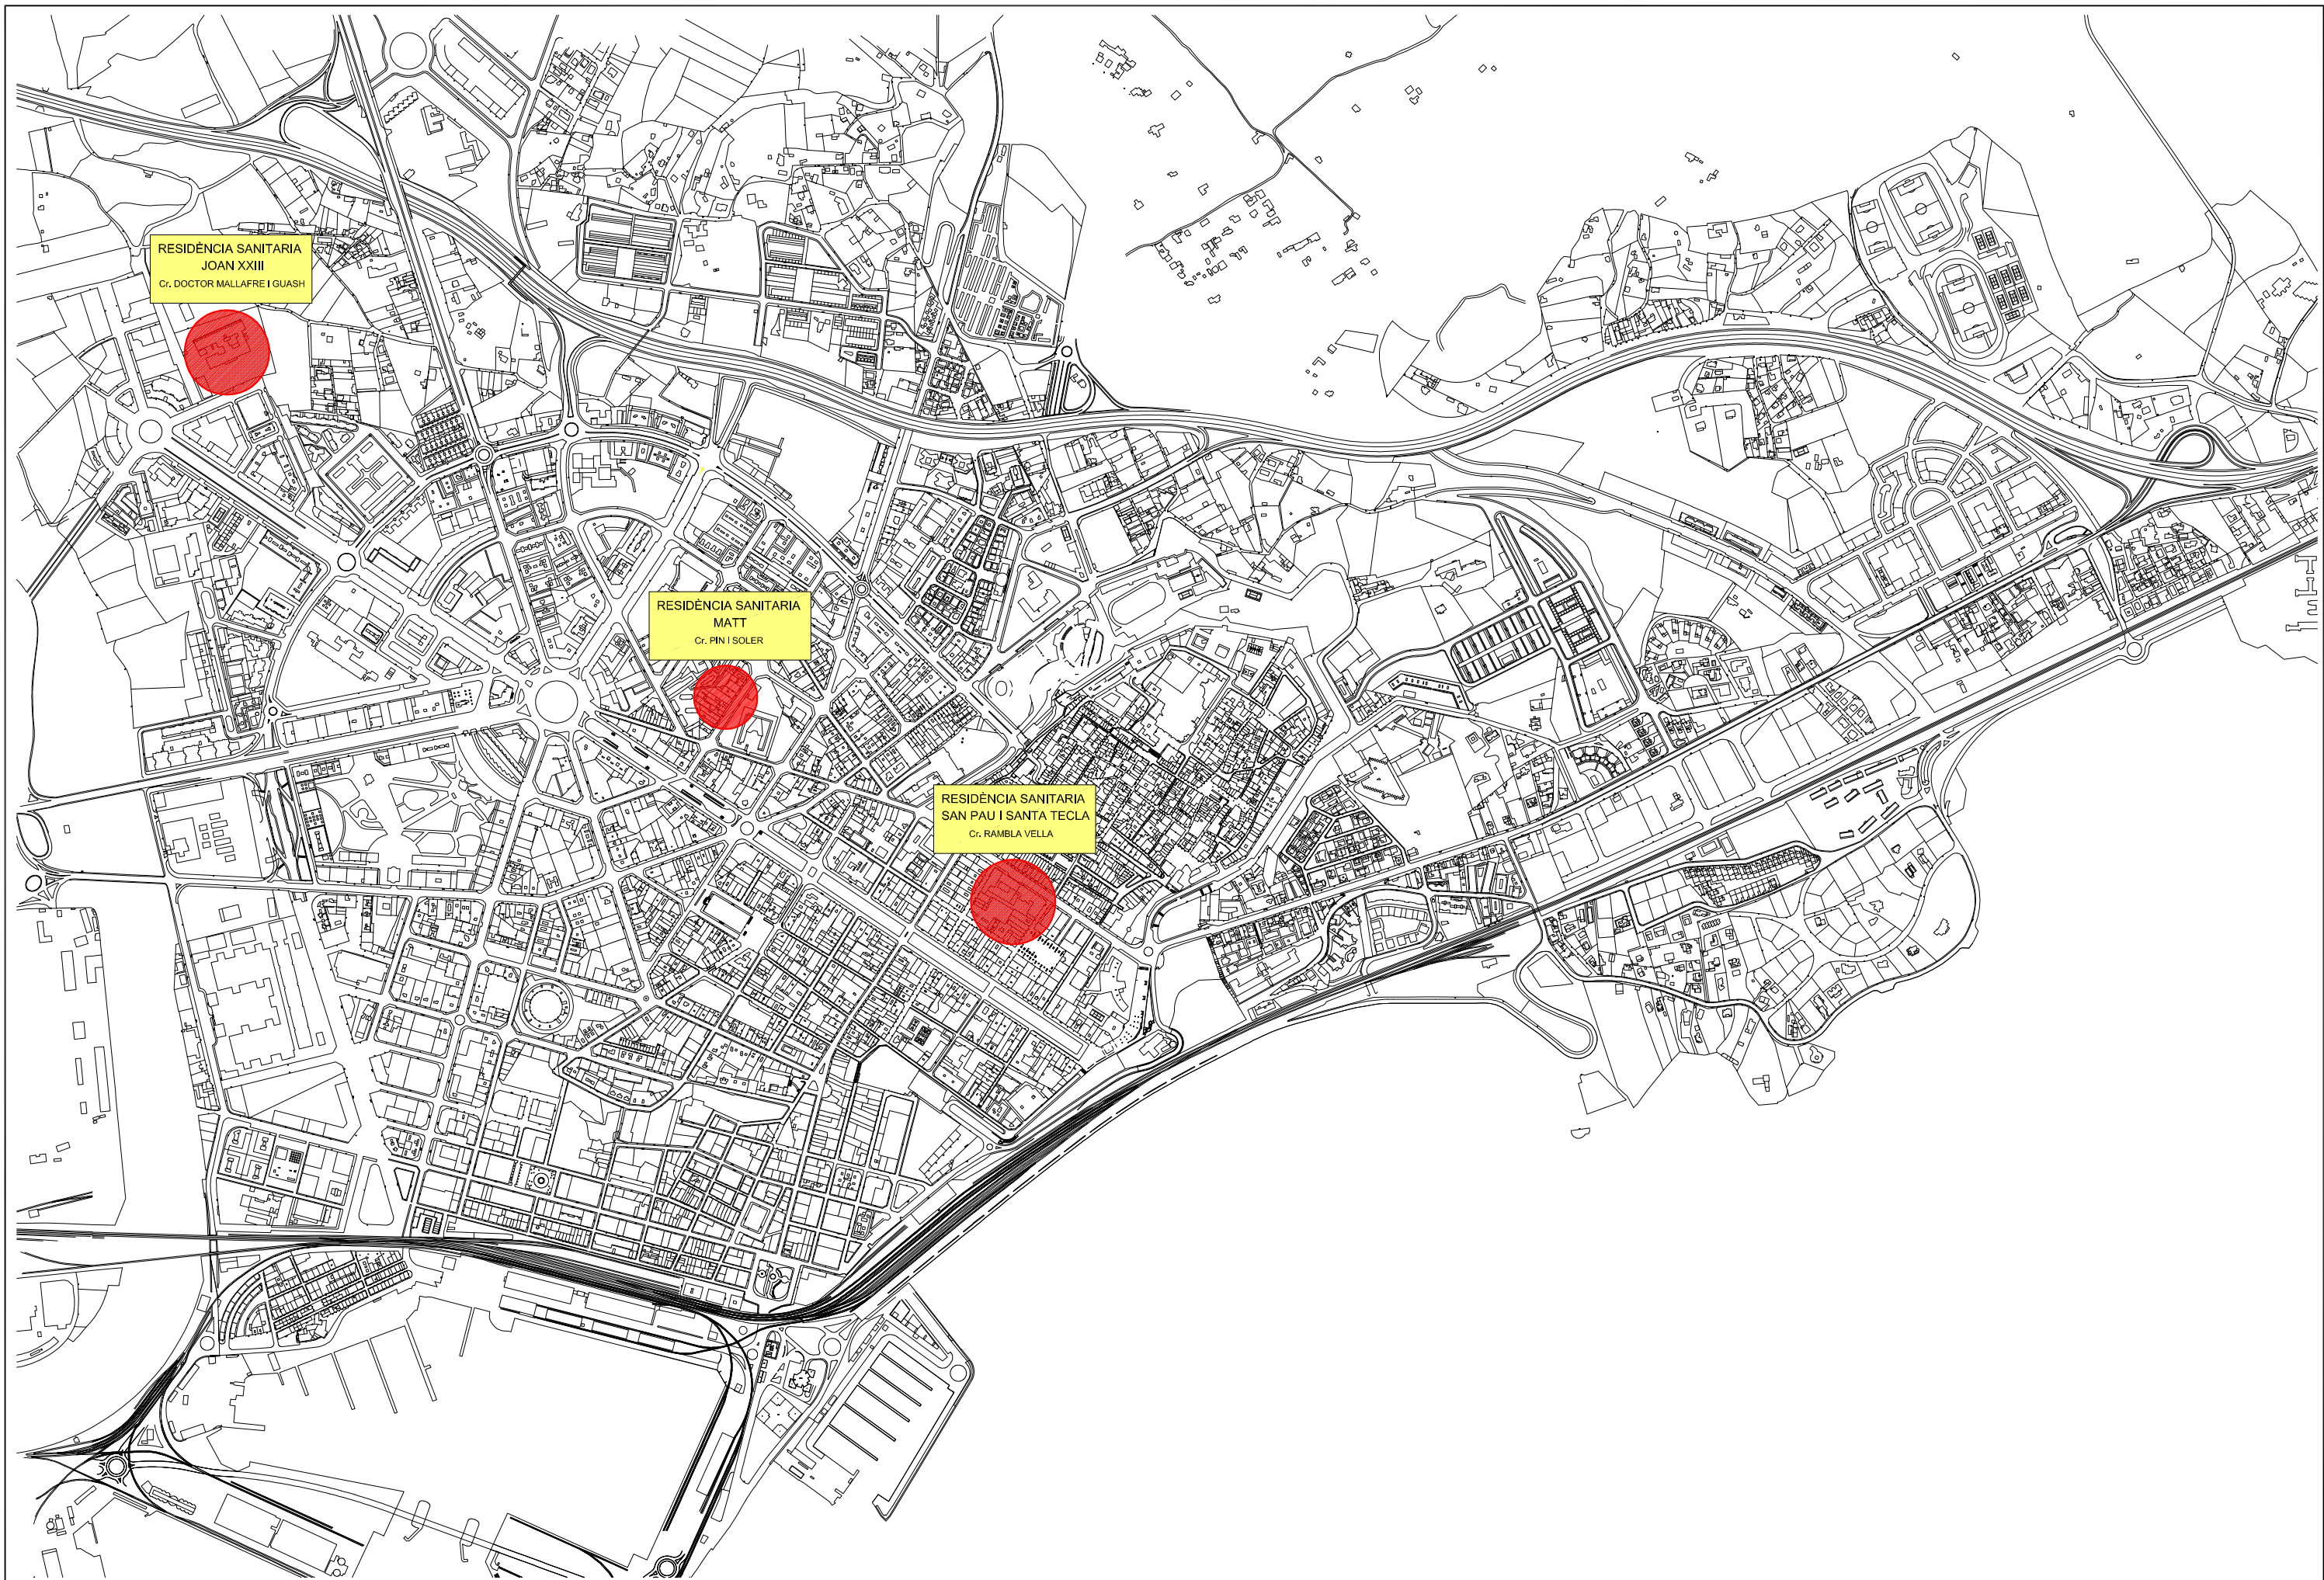 RESIDÈNCIA SANITARIA
JOAN XXIII
Cr. DOCTOR MALLAFRE I GUASH
RESIDÈNCIA SANITARIA
MATT
Cr. PIN I SOLER
RESIDÈNCIA SANITARIA
SAN PAU I SANTA TECLA
Cr. RAMBLA VELLA